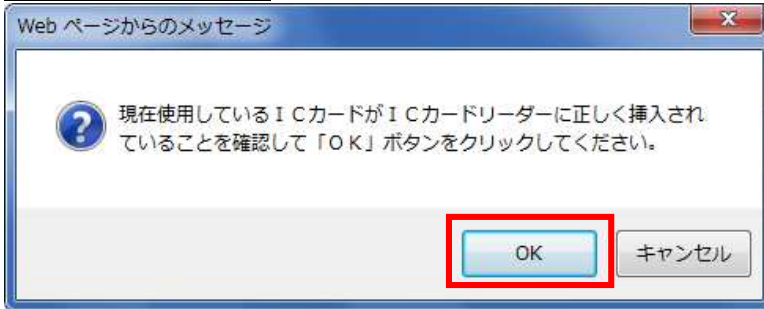 Web ページからのメッセージ
現在使用しているＩＣカードがＩＣカードリーダーに正しく挿入され
ていることを確認して「ＯＫ」ボタンをクリックしてください。
OK
キャンセル